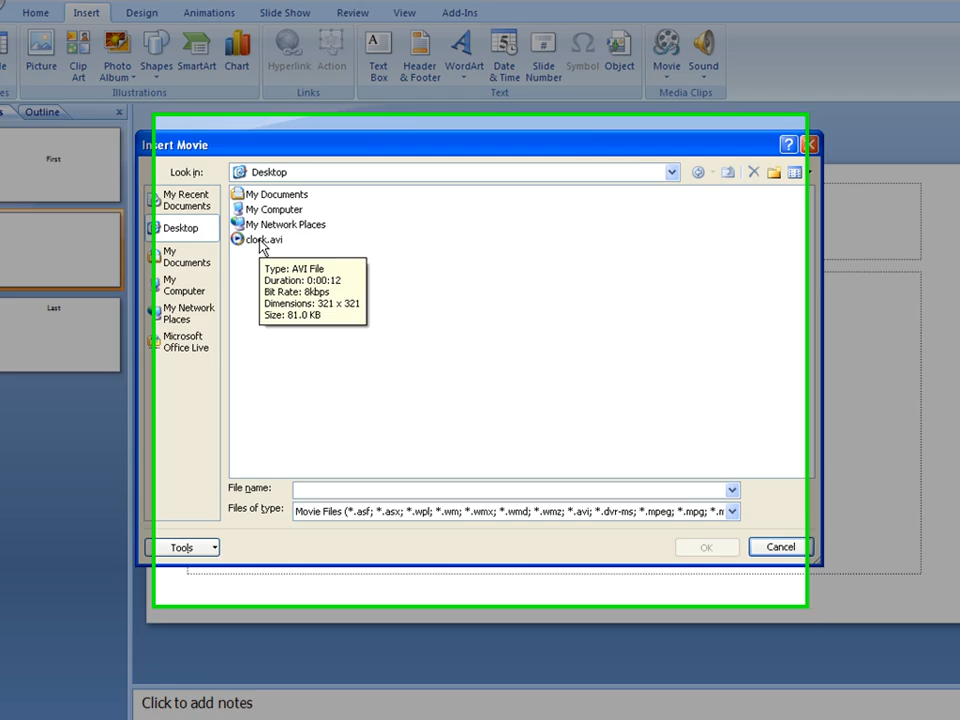 Home Insert Design Animations Slide Show Review View Add-Ins
Picture Clip Art Photo Album Shapes SmartArt Chart Hyperlink Action Text Box Header & Footer WordArt Date & Time Slide Number Symbol Object Movie Sound
Illustrations Links Text Media Clips
Outline x
First
Last
Insert Movie
Look in: Desktop
My Recent Documents
Desktop
My Documents
My Computer
My Network Places
Microsoft Office Live
My Documents
My Computer
My Network Places
clock.avi
Type: AVI File
Duration: 0:00:12
Bit Rate: 8kbps
Dimensions: 321 x 321
Size: 81.0 KB
File name:
Files of type: Movie Files (*.asf; *.asx; *.wpl; *.wm; *.wmx; *.wmd; *.wmz; *.avi; *.dvr-ms; *.mpeg; *.mpg;
Tools OK Cancel
Click to add notes